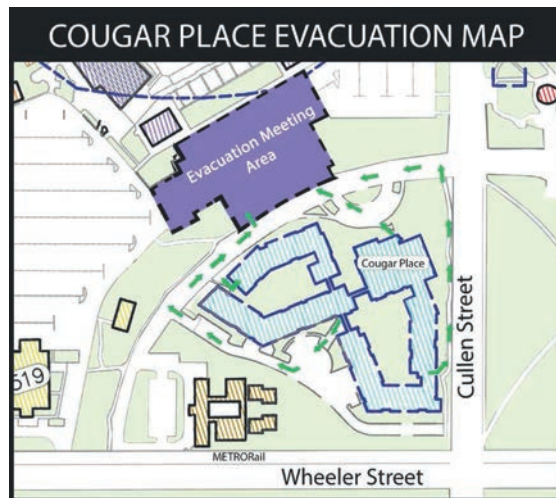 COUGAR PLACE EVACUATION MAP
Evacuation Meeting
Area
Cougar Place
Cullen Street
519
METRORail
Wheeler Street